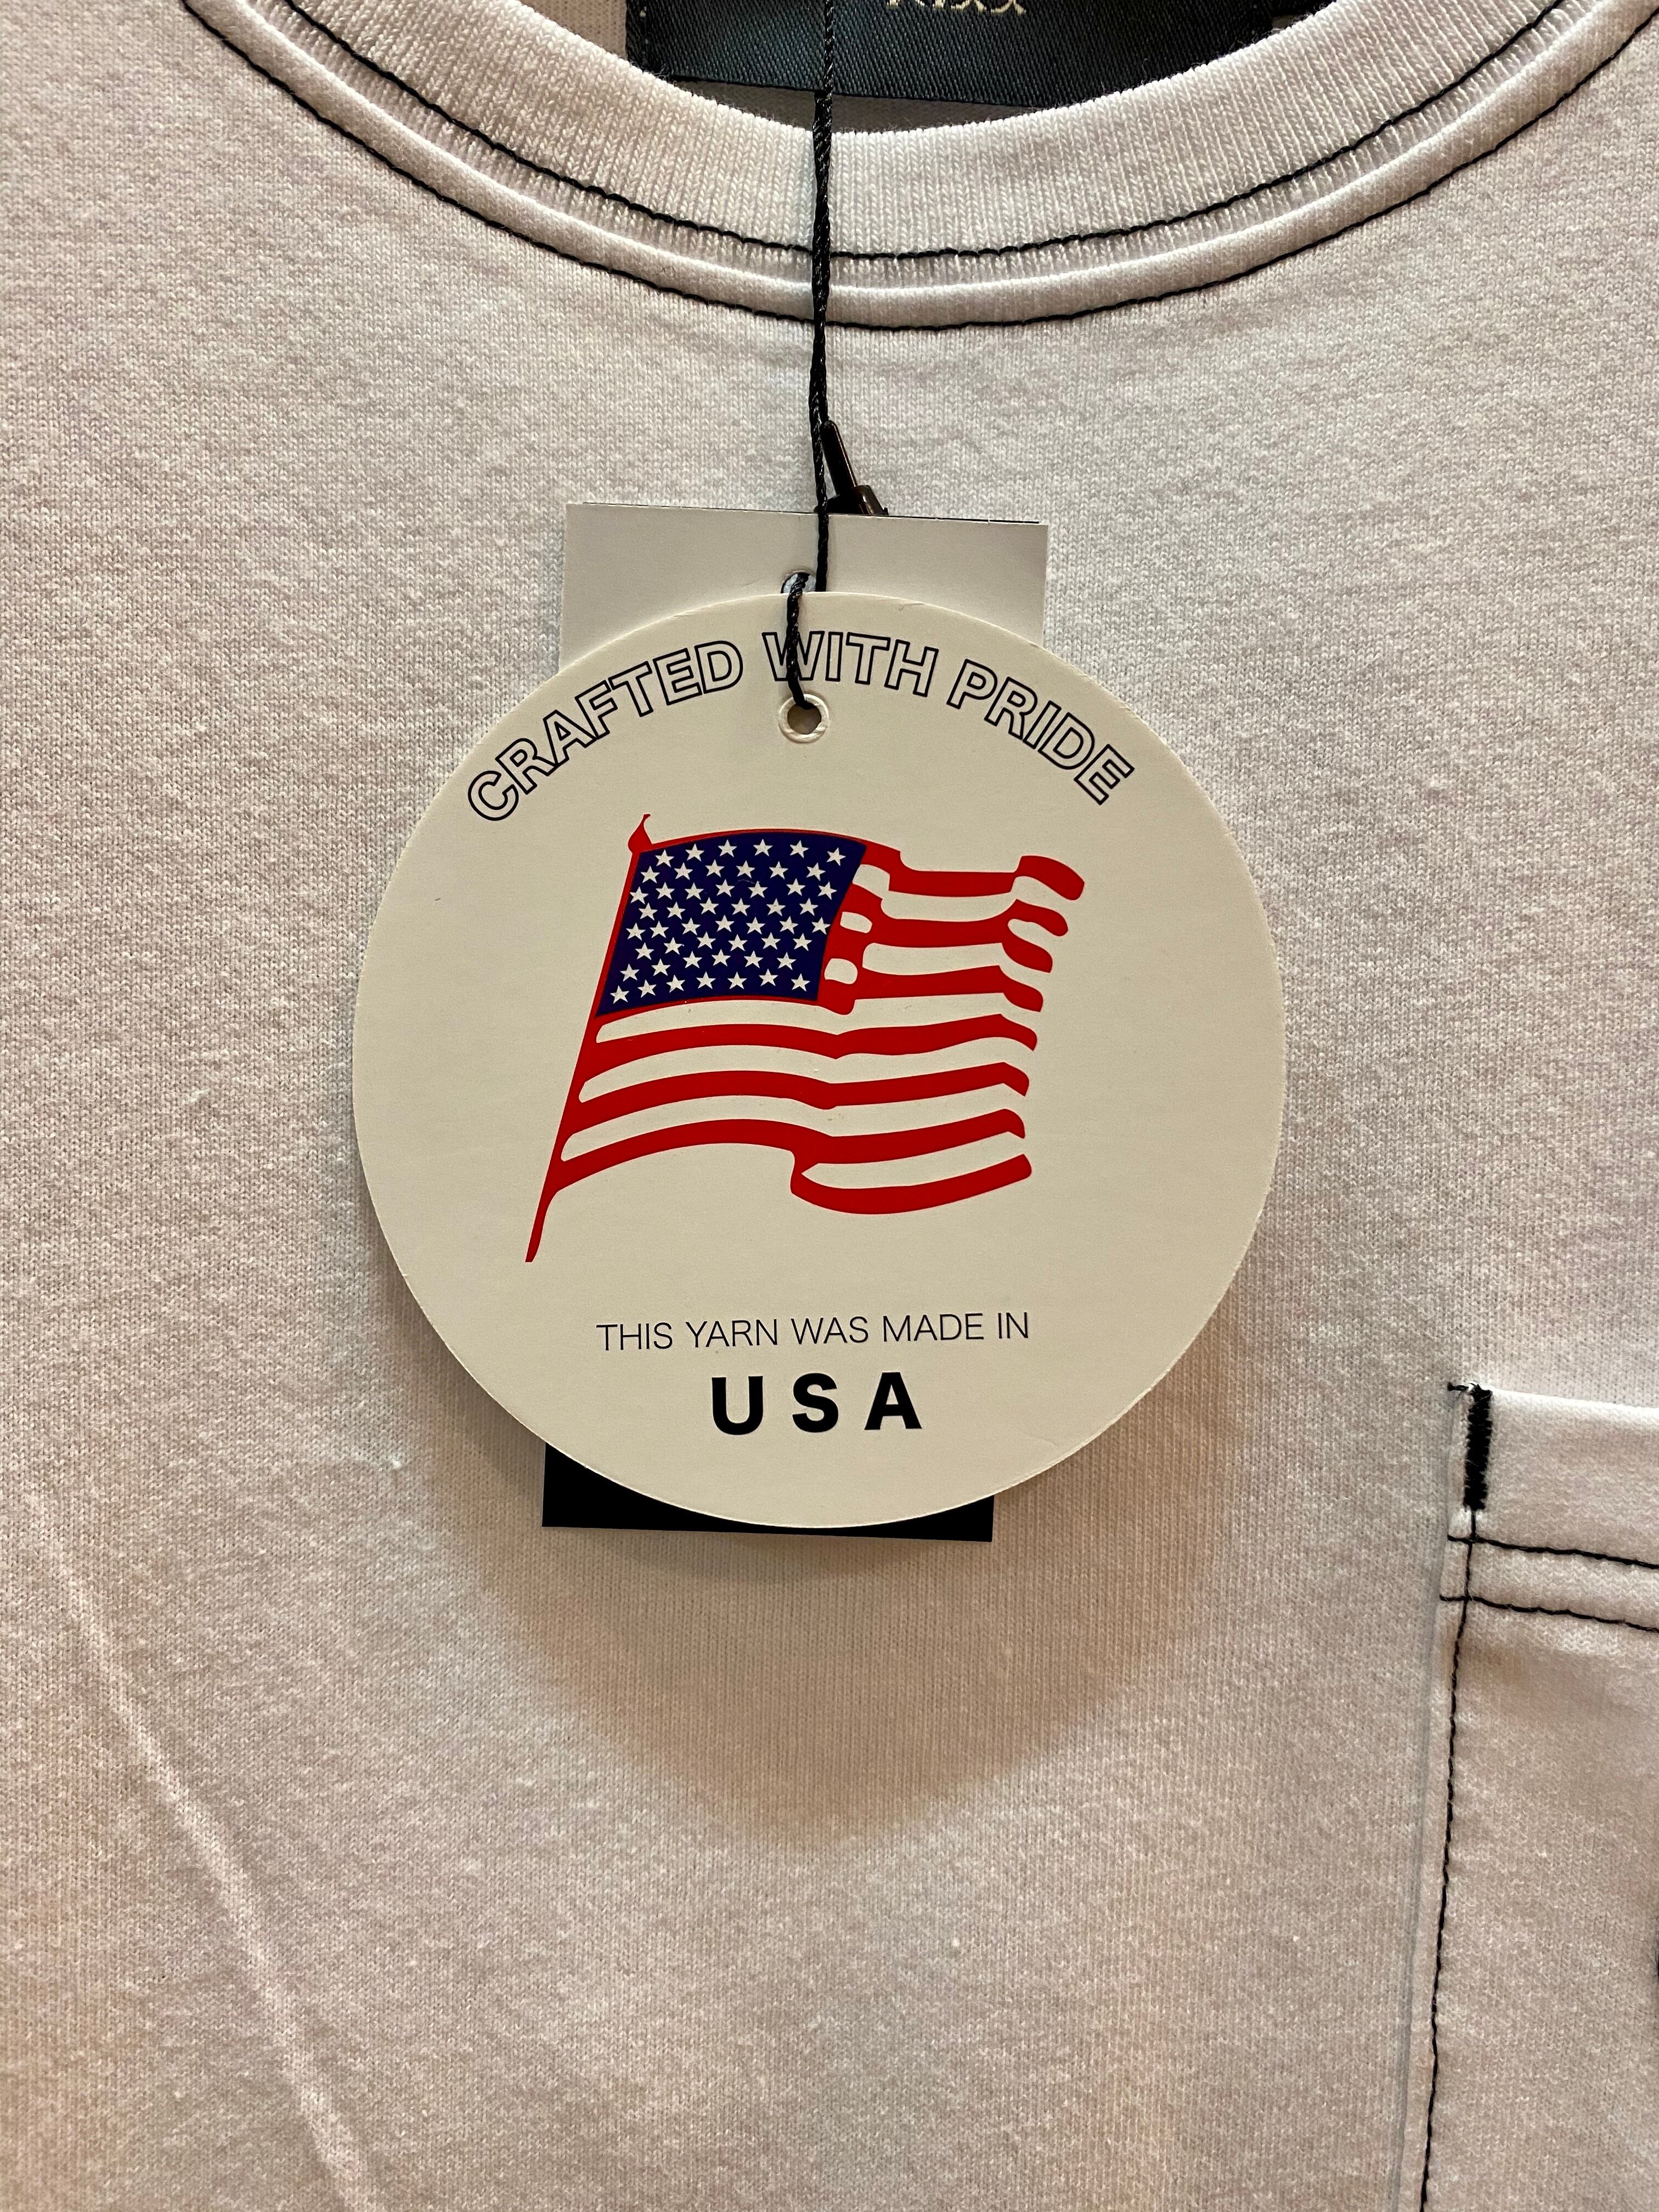 CRAFTED WITH PRIDE
THIS YARN WAS MADE IN
USA